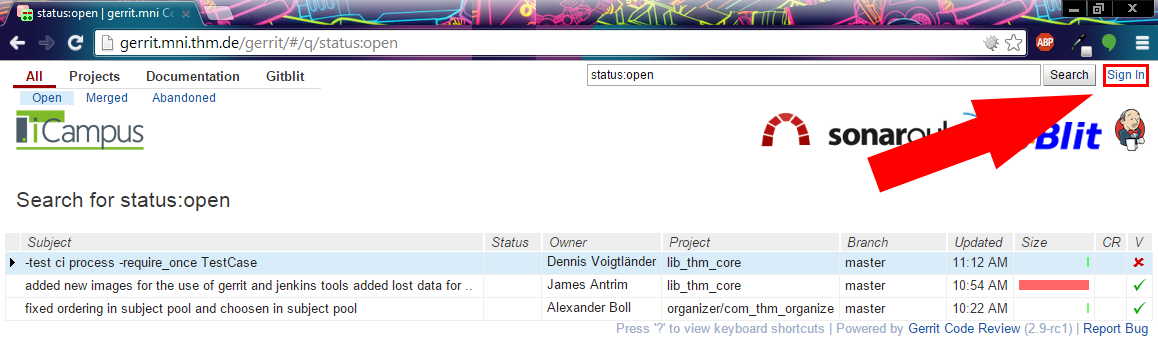 status:open | gerrit.mni Co
gerrit.mni.thm.de/gerrit/#/q/status:open
ABP
All Projects Documentation Gitblit
status:open Search Sign In
Open Merged Abandoned
iCampus
sonarqu
Blit
Search for status:open
Subject Status Owner Project Branch Updated Size CR V
-test ci process -require_once TestCase Dennis Voigtländer lib_thm_core master 11:12 AM
added new images for the use of gerrit and jenkins tools added lost data for .. James Antrim lib_thm_core master 10:54 AM
fixed ordering in subject pool and choosen in subject pool Alexander Boll organizer/com_thm_organize master 10:22 AM
Press '?' to view keyboard shortcuts | Powered by Gerrit Code Review (2.9-rc1) | Report Bug